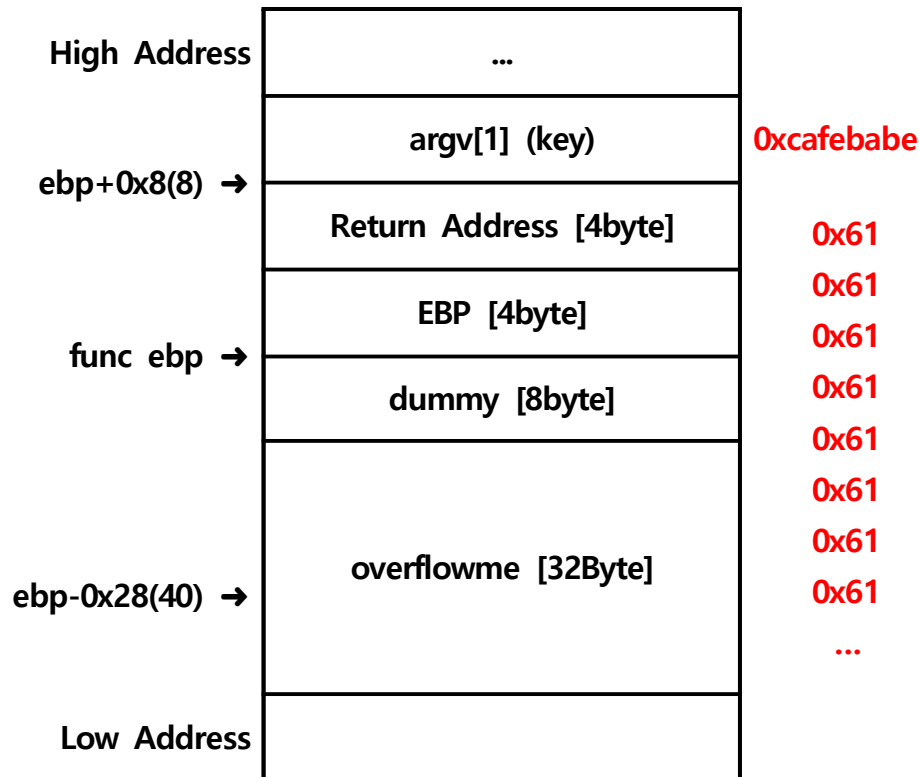 High Address
...
argv[1] (key)
0xcafebabe
ebp+0x8(8) ➜
Return Address [4byte]
0x61
EBP [4byte]
0x61
0x61
func ebp ➜
dummy [8byte]
0x61
0x61
0x61
overflowme [32Byte]
0x61
ebp-0x28(40) ➜
0x61
...
Low Address